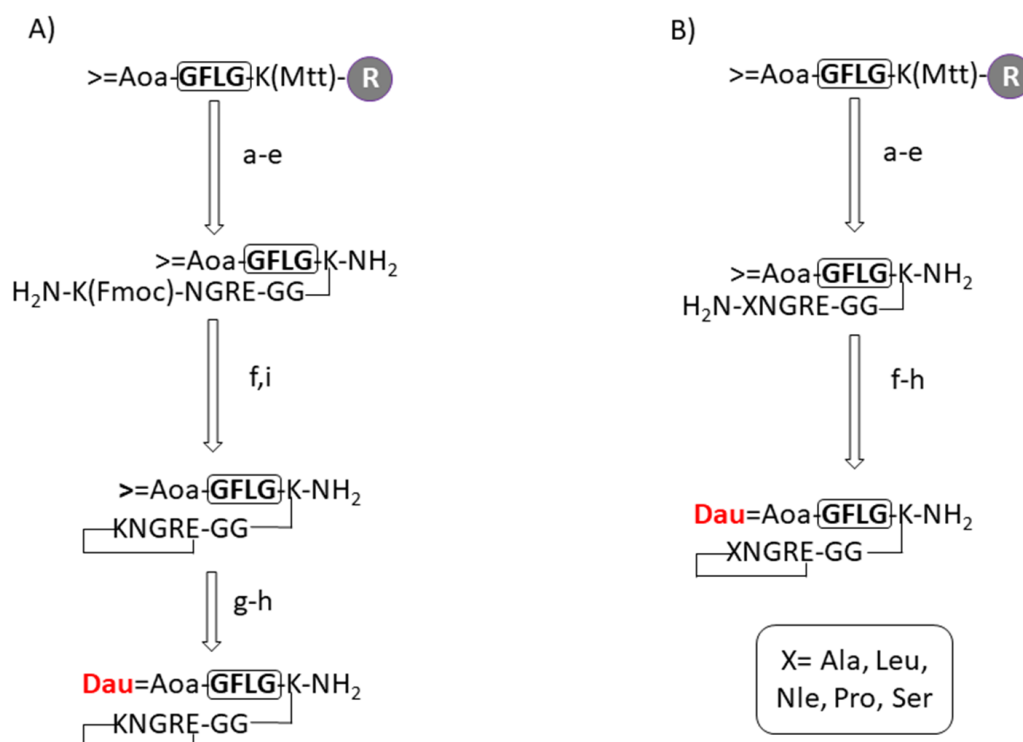 A)
>=Aoa-GFLG-K(Mtt)-R
a-e
>=Aoa-GFLG-K-NH2
H2N-K(Fmoc)-NGRE-GG
f,i
>=Aoa-GFLG-K-NH2
KNGRE-GG
g-h
Dau=Aoa-GFLG-K-NH2
KNGRE-GG
B)
>=Aoa-GFLG-K(Mtt)-R
a-e
>=Aoa-GFLG-K-NH2
H2N-XNGRE-GG
f-h
Dau=Aoa-GFLG-K-NH2
XNGRE-GG
X= Ala, Leu,
Nle, Pro, Ser